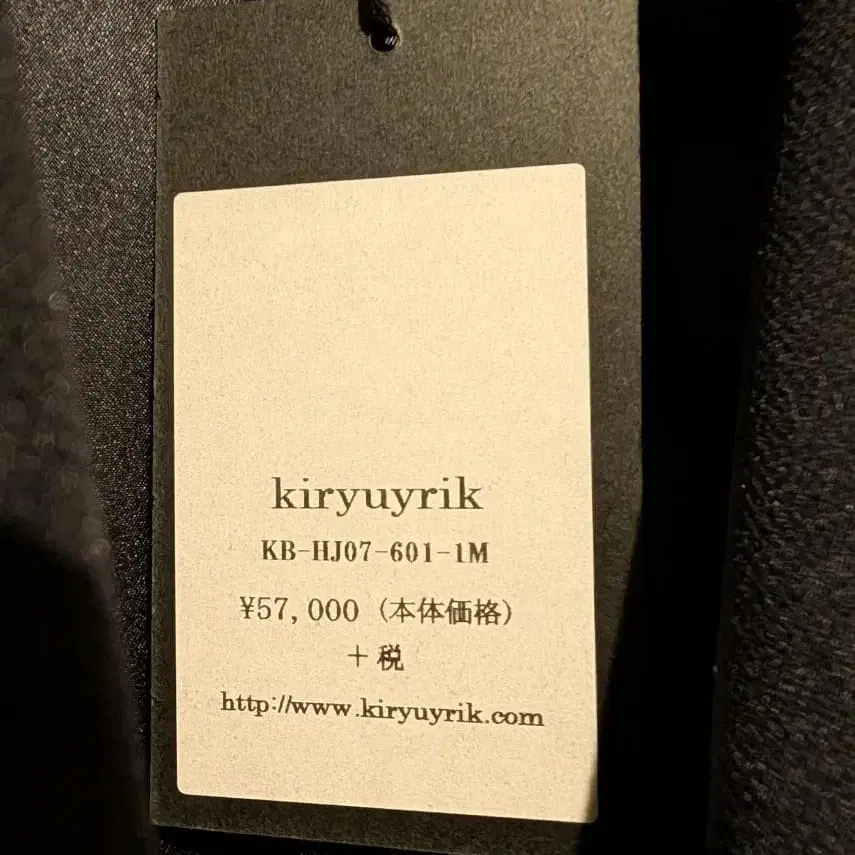 kiryuyrik
KB-HJ07-601-1M
¥57,000 (本体価格)
+ 税
http://www.kiryuyrik.com